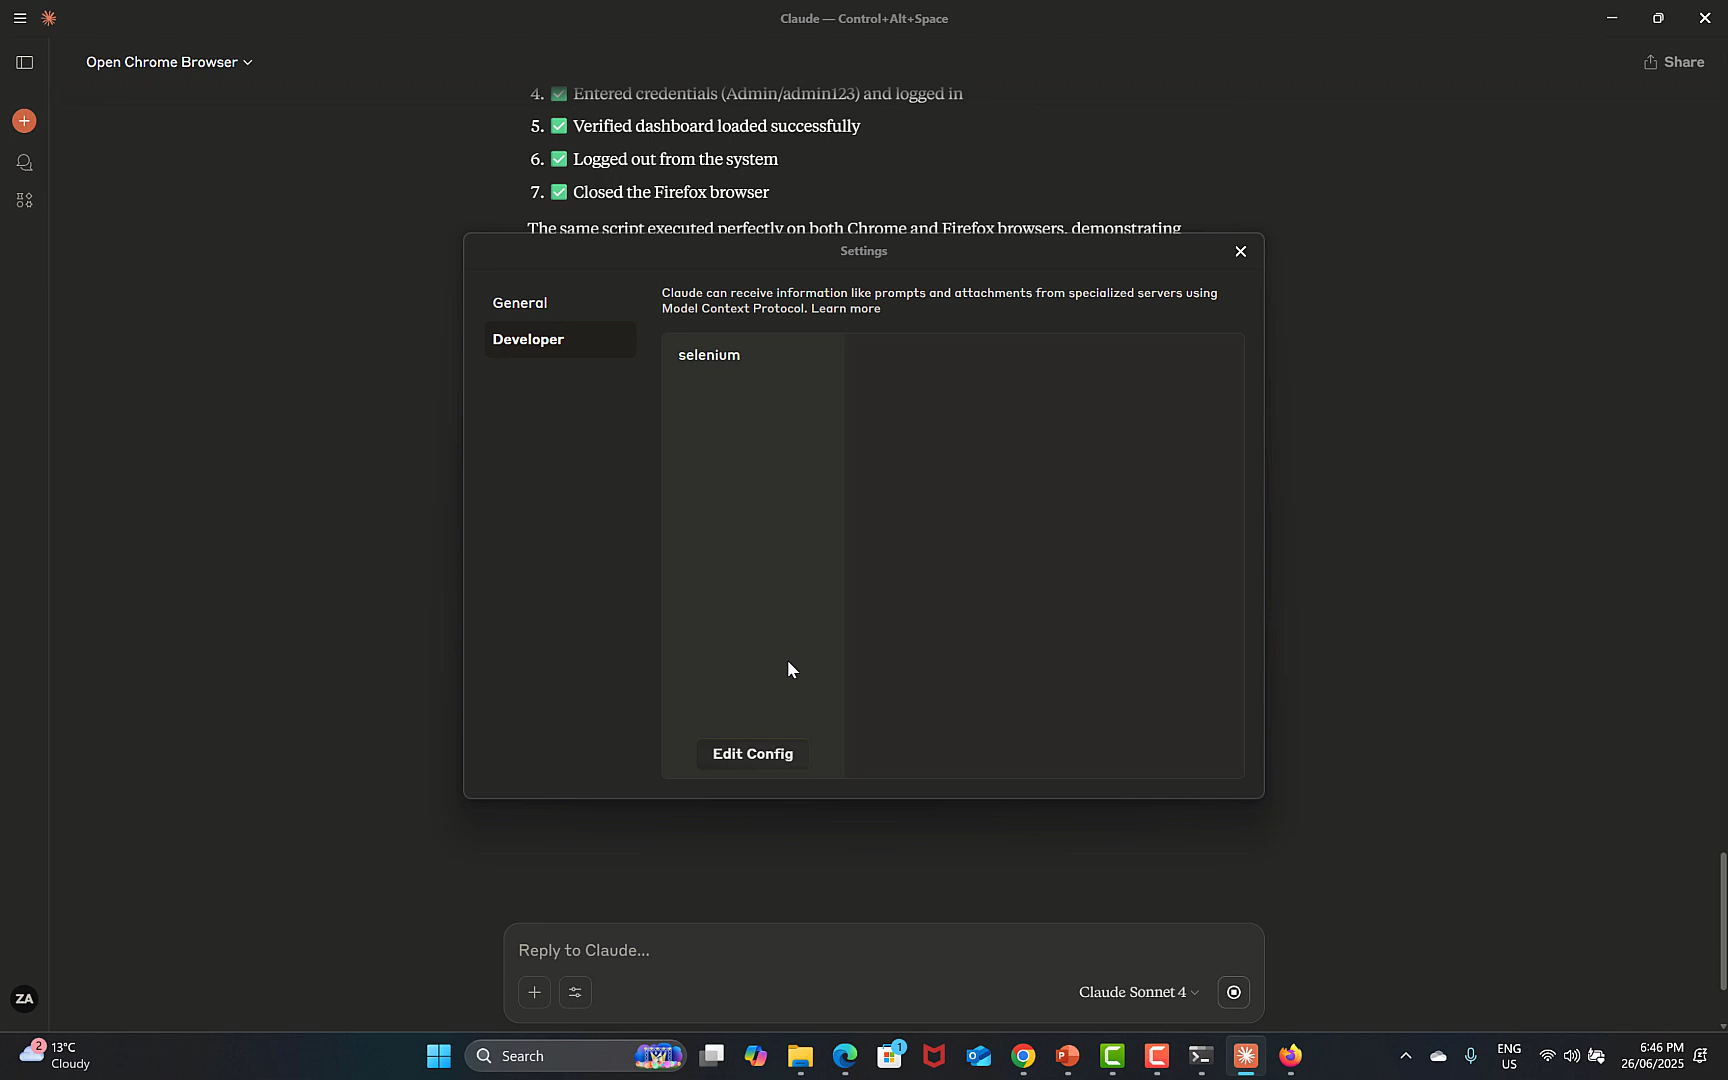 Claude — Control+Alt+Space
Open Chrome Browser
Share
4. ✅ Entered credentials (Admin/admin123) and logged in
5. ✅ Verified dashboard loaded successfully
6. ✅ Logged out from the system
7. ✅ Closed the Firefox browser
The same script executed perfectly on both Chrome and Firefox browsers, demonstrating
Settings
General
Developer
Claude can receive information like prompts and attachments from specialized servers using
Model Context Protocol. Learn more
selenium
Edit Config
Reply to Claude...
Claude Sonnet 4
ZA
2
13°C
Cloudy
Search
1
P
ENG
US
6:46 PM
26/06/2025